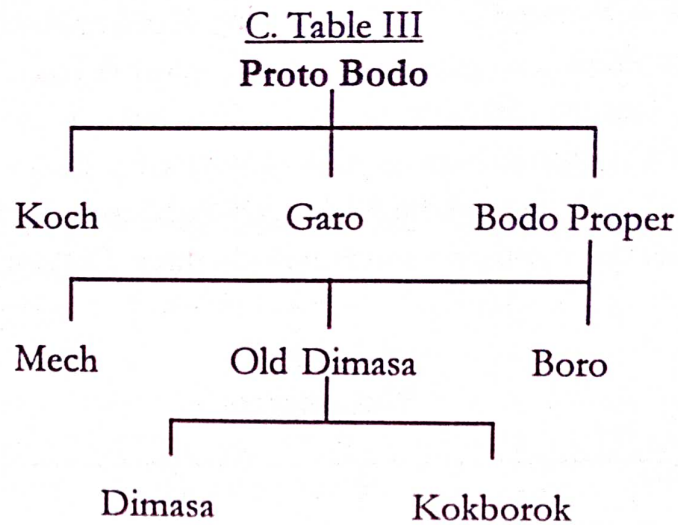 C. Table III
Proto Bodo
Koch Garo Bodo Proper
Mech Old Dimasa Boro
Dimasa Kokborok